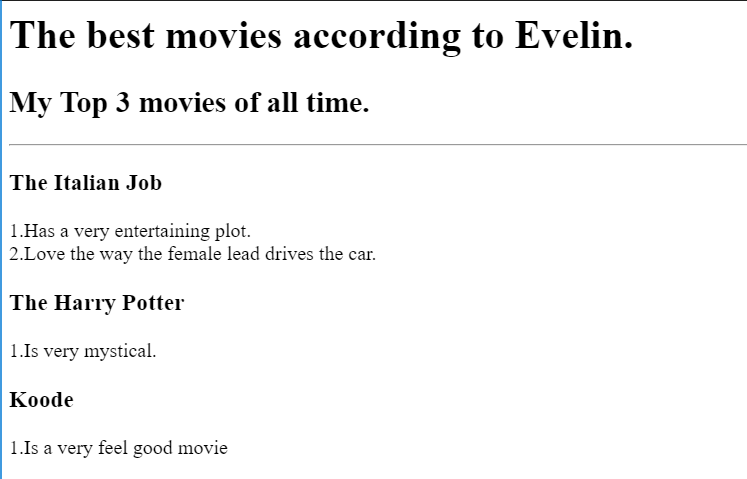 The best movies according to Evelin.
My Top 3 movies of all time.
The Italian Job
1.Has a very entertaining plot.
2.Love the way the female lead drives the car.
The Harry Potter
1.Is very mystical.
Koode
1.Is a very feel good movie